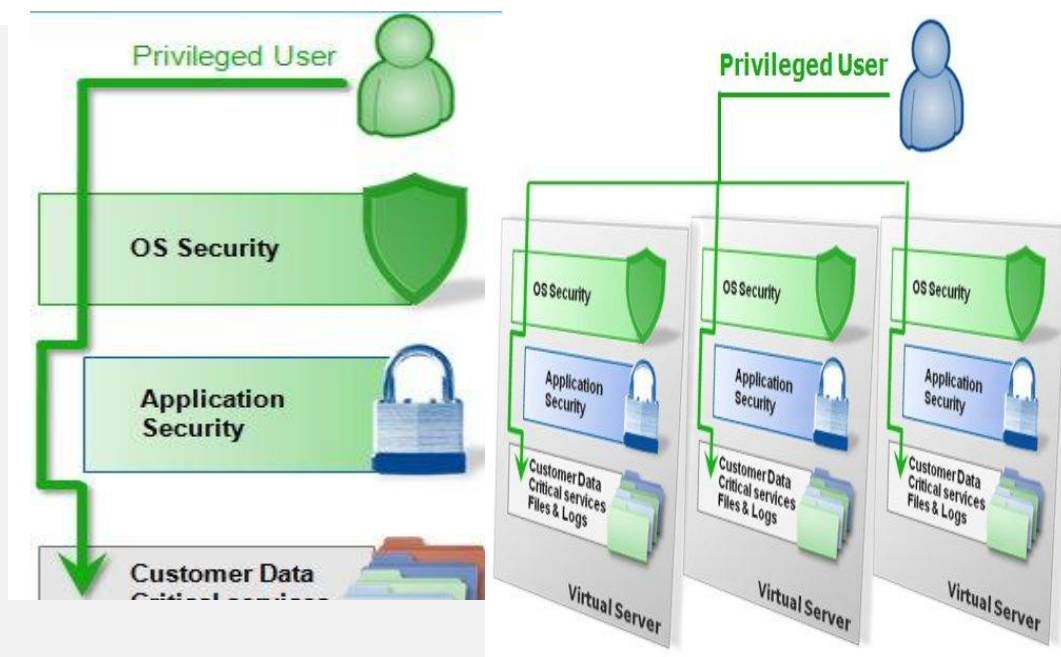 Privileged User
OS Security
Application
Security
Customer Data
Critical services
Privileged User
OS Security
Application
Security
Customer Data
Critical services
Files & Logs
Virtual Server
OS Security
Application
Security
Customer Data
Critical services
Files & Logs
Virtual Server
OS Security
Application
Security
Customer Data
Critical services
Files & Logs
Virtual Server